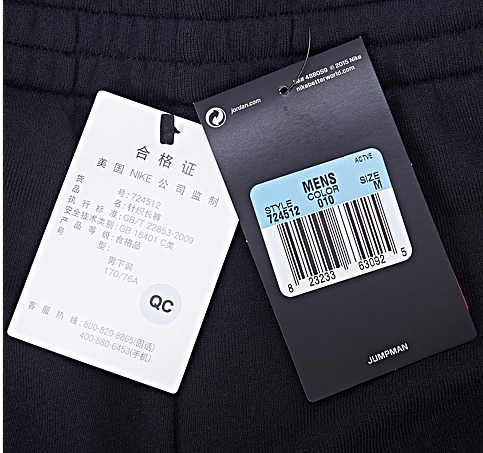 合格证
美国 NIKE 公司监制
货 号:724512
品 名:针织长裤
执行标准:GB/T 22853-2009
安全技术类别:GB 18401 C类
产品等级:合格品
号 型:
男下装
170/76A
QC
客服热线:800-820-8865(固话)
400-880-6453(手机)
jordan.com
488059 © 2015 Nike
nikebetterworld.com
ACTVE
MENS
STYLE COLOR SIZE
724512 010 M
8 23233 63092 5
JUMPMAN